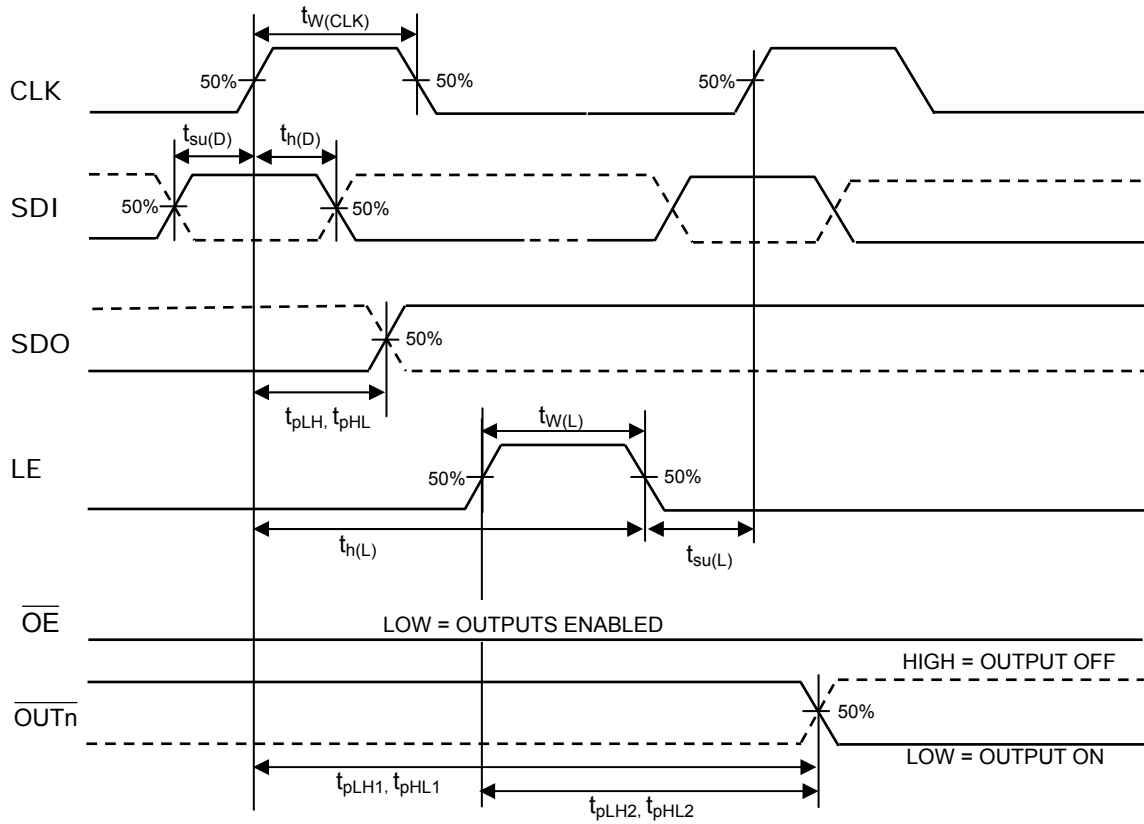 tW(CLK)
50%
50%
50%
CLK
tsu(D)
th(D)
50%
50%
SDI
50%
SDO
tpLH, tpHL
tW(L)
50%
50%
LE
th(L)
tsu(L)
OE
LOW = OUTPUTS ENABLED
HIGH = OUTPUT OFF
OUTn
50%
LOW = OUTPUT ON
tpLH1, tpHL1
tpLH2, tpHL2